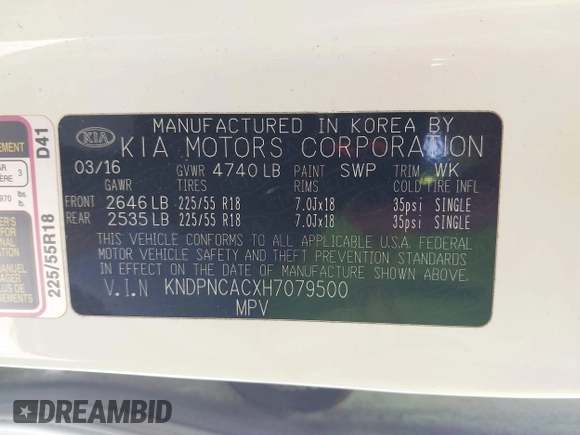 MANUFACTURED IN KOREA BY
KIA KIA MOTORS CORPORATION
03/16 GVWR 4740 LB PAINT SWP TRIM WK
GAWR TIRES RIMS COLD TIRE INFL
FRONT 2646 LB 225/55 R18 7.0Jx18 35psi SINGLE
REAR 2535 LB 225/55 R18 7.0Jx18 35psi SINGLE
THIS VEHICLE CONFORMS TO ALL APPLICABLE U.S.A. FEDERAL
MOTOR VEHICLE SAFETY AND THEFT PREVENTION
STANDARDS IN EFFECT ON THE DATE OF MANUFACTURE SHOWN ABOVE.
V.I.N KNDPNCACXH7079500
MPV
D41
225/55R18
3
970 lbs.
DREAMBID